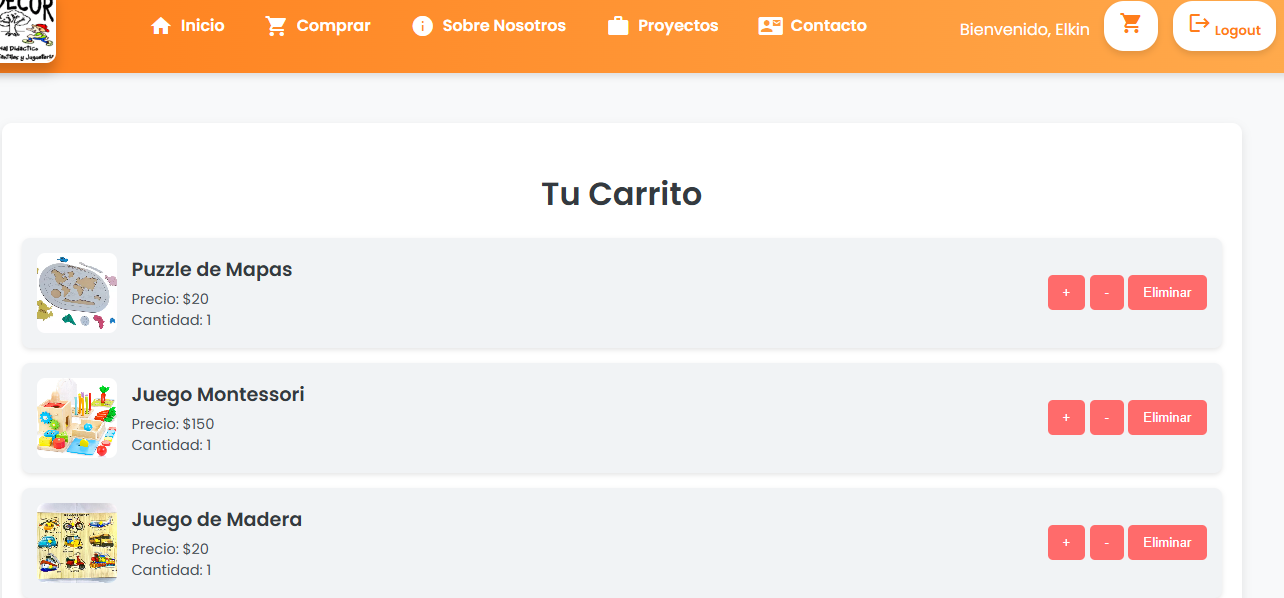 DECOR
Inicio
Comprar
Sobre Nosotros
Proyectos
Contacto
Bienvenido, Elkin
Logout
Tu Carrito
Puzzle de Mapas
Precio: $20
Cantidad: 1
+
-
Eliminar
Juego Montessori
Precio: $150
Cantidad: 1
+
-
Eliminar
Juego de Madera
Precio: $20
Cantidad: 1
+
-
Eliminar